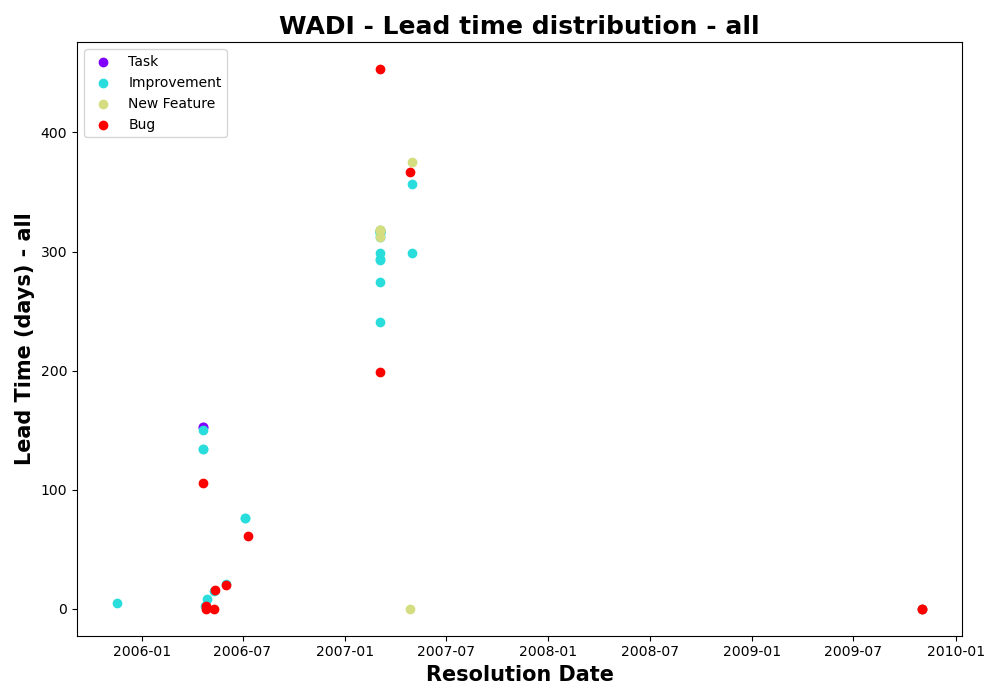 WADI - Lead time distribution - all
Task
Improvement
New Feature
Bug
Lead Time (days) - all
400
300
200
100
0
2006-01 2006-07 2007-01 2007-07 2008-01 2008-07 2009-01 2009-07 2010-01
Resolution Date